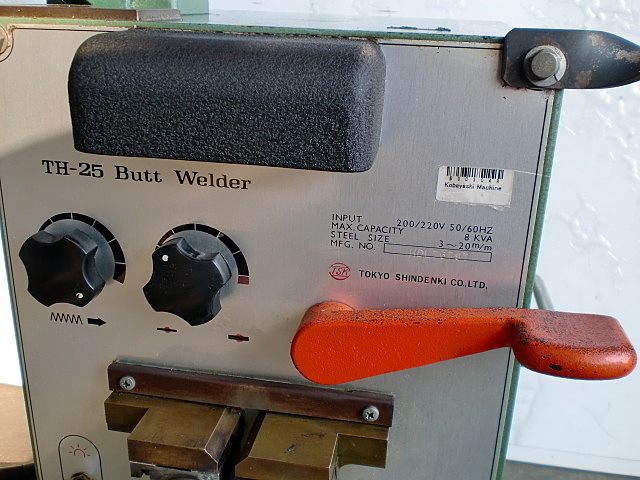 TH-25 Butt Welder
Kobayashi Machine
INPUT 200/220V 50/60HZ
MAX. CAPACITY 8 KVA
STEEL SIZE 3～20m/m
MFG. NO.
TSK TOKYO SHINDENKI CO.,LTD.